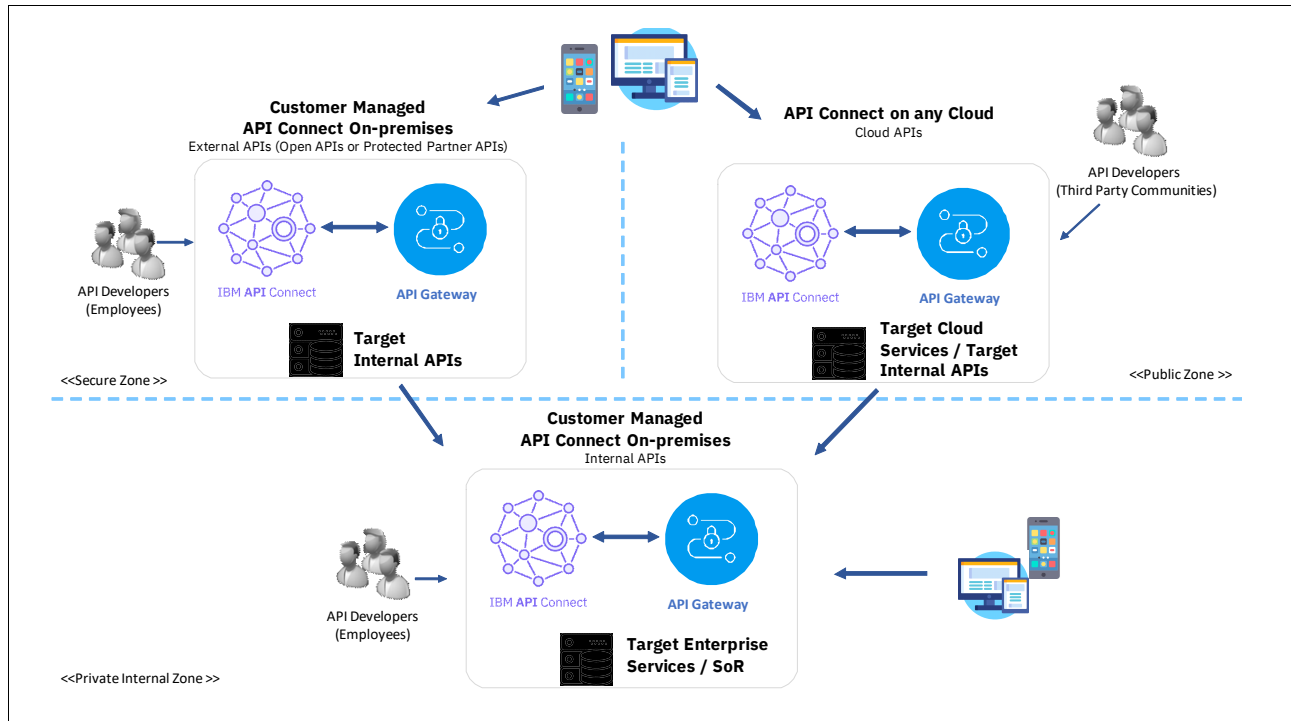 Customer Managed
API Connect On-premises
External APIs (Open APIs or Protected Partner APIs)
API Developers
(Employees)
IBM API Connect
API Gateway
Target
Internal APIs
<<Secure Zone >>
API Connect on any Cloud
Cloud APIs
API Developers
(Third Party Communities)
IBM API Connect
API Gateway
Target Cloud
Services / Target
Internal APIs
<<Public Zone >>
Customer Managed
API Connect On-premises
Internal APIs
API Developers
(Employees)
IBM API Connect
API Gateway
Target Enterprise
Services / SoR
<<Private Internal Zone >>